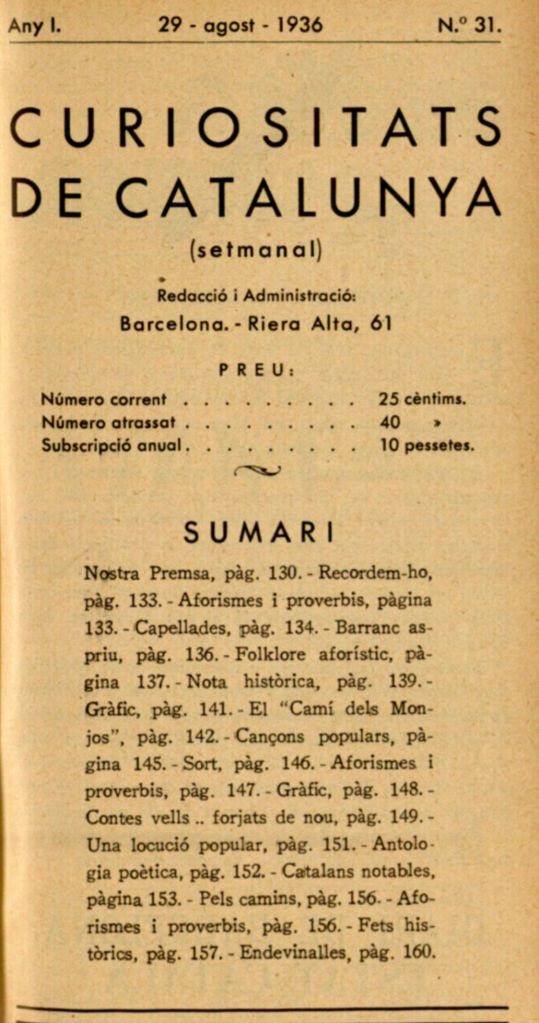 Any I. 29 - agost - 1936 N.º 31.
CURIOSITATS
DE CATALUNYA
(setmanal)
Redacció i Administració:
Barcelona. - Riera Alta, 61
PREU:
Número corrent . . . . . . . . . 25 cèntims.
Número atrassat . . . . . . . . . 40 »
Subscripció anual . . . . . . . . . 10 pessetes.
SUMARI
Nostra Premsa, pàg. 130. - Recordem-ho,
pàg. 133. - Aforismes i proverbis, pàgina
133. - Capellades, pàg. 134. - Barranc as-
priu, pàg. 136. - Folklore aforístic, pà-
gina 137. - Nota històrica, pàg. 139. -
Gràfic, pàg. 141. - El "Camí dels Mon-
jos", pàg. 142. - Cançons populars, pà-
gina 145. - Sort, pàg. 146. - Aforismes i
proverbis, pàg. 147. - Gràfic, pàg. 148. -
Contes vells .. forjats de nou, pàg. 149. -
Una locució popular, pàg. 151. - Antolo-
gia poètica, pàg. 152. - Catalans notables,
pàgina 153. - Pels camins, pàg. 156. - Afo-
rismes i proverbis, pàg. 156. - Fets his-
tòrics, pàg. 157. - Endevinalles, pàg. 160.